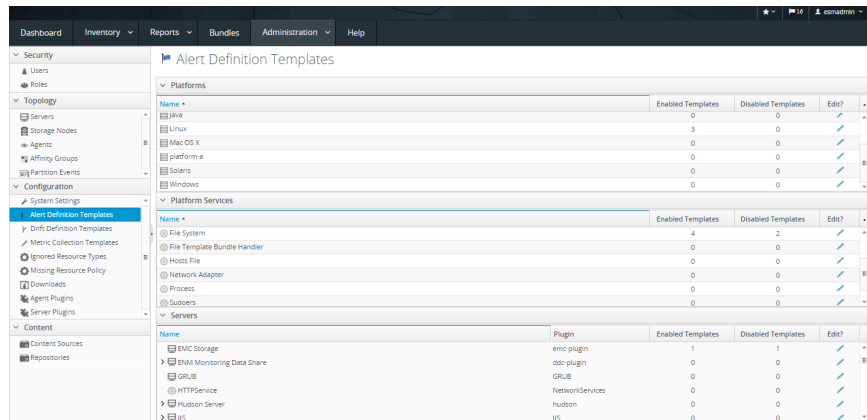 16 esmadmin
Dashboard Inventory Reports Bundles Administration Help
Security
Users
Roles
Topology
Servers
Storage Nodes
Agents
Affinity Groups
Partition Events
Configuration
System Settings
Alert Definition Templates
Drift Definition Templates
Metric Collection Templates
Ignored Resource Types
Missing Resource Policy
Downloads
Agent Plugins
Server Plugins
Content
Content Sources
Repositories
Alert Definition Templates
Platforms
Name Enabled Templates Disabled Templates Edit?
Java 0 0
Linux 3 0
Mac OS X 0 0
platform-a 0 0
Solaris 0 0
Windows 0 0
Platform Services
Name Enabled Templates Disabled Templates Edit?
File System 4 2
File Template Bundle Handler 0 0
Hosts File 0 0
Network Adapter 0 0
Process 0 0
Sudoers 0 0
Servers
Name Plugin Enabled Templates Disabled Templates Edit?
EMC Storage emc-plugin 1 1
ENM Monitoring Data Share ddc-plugin 0 0
GRUB GRUB 0 0
HTTPService NetworkServices 0 0
Hudson Server hudson 0 0
IIS IIS 0 0